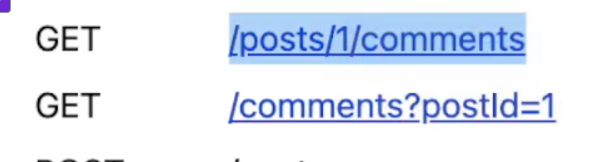 GET /posts/1/comments
GET /comments?postId=1